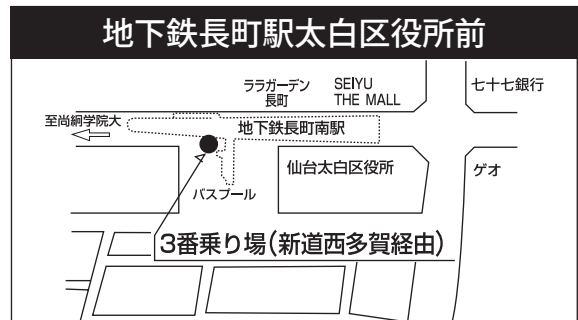 地下鉄長町駅太白区役所前
ララガーデン
長町
SEIYU
THE MALL
七十七銀行
至尚絅学院大
地下鉄長町南駅
仙台太白区役所
ゲオ
バスプール
3番乗り場(新道西多賀経由)